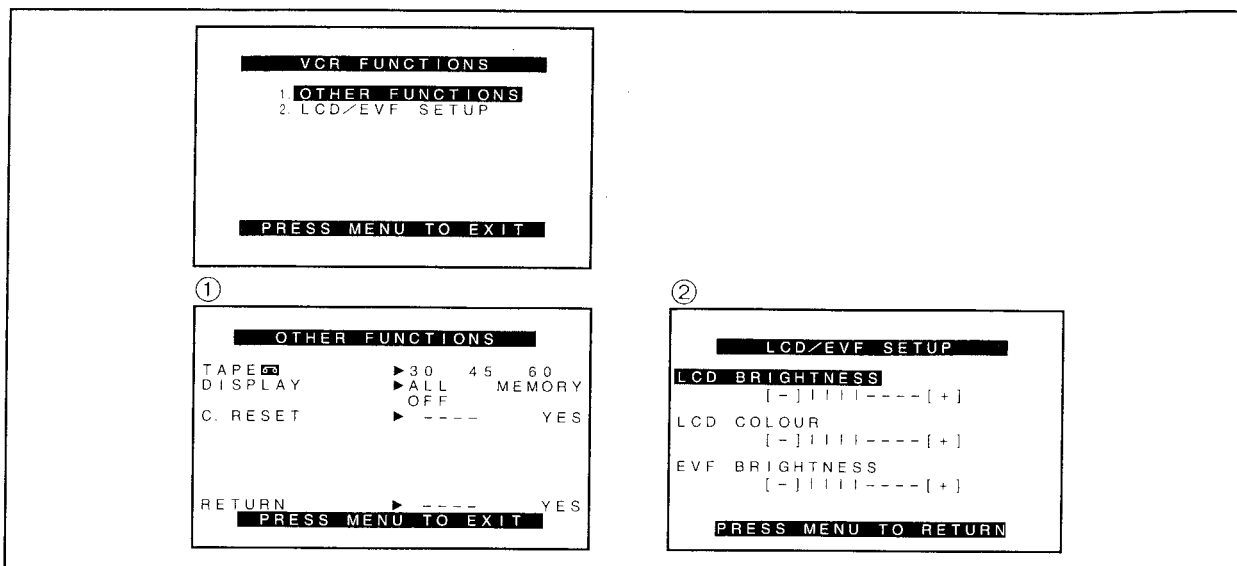 VCR FUNCTIONS
1. OTHER FUNCTIONS
2. LCD/EVF SETUP
PRESS MENU TO EXIT
①
OTHER FUNCTIONS
TAPE ►30 45 60
DISPLAY ►ALL MEMORY
OFF
C. RESET ► ---- YES
RETURN ► ---- YES
PRESS MENU TO EXIT
②
LCD/EVF SETUP
LCD BRIGHTNESS
[-]||||----[+]
LCD COLOUR
[-]||||----[+]
EVF BRIGHTNESS
[-]||||----[+]
PRESS MENU TO RETURN